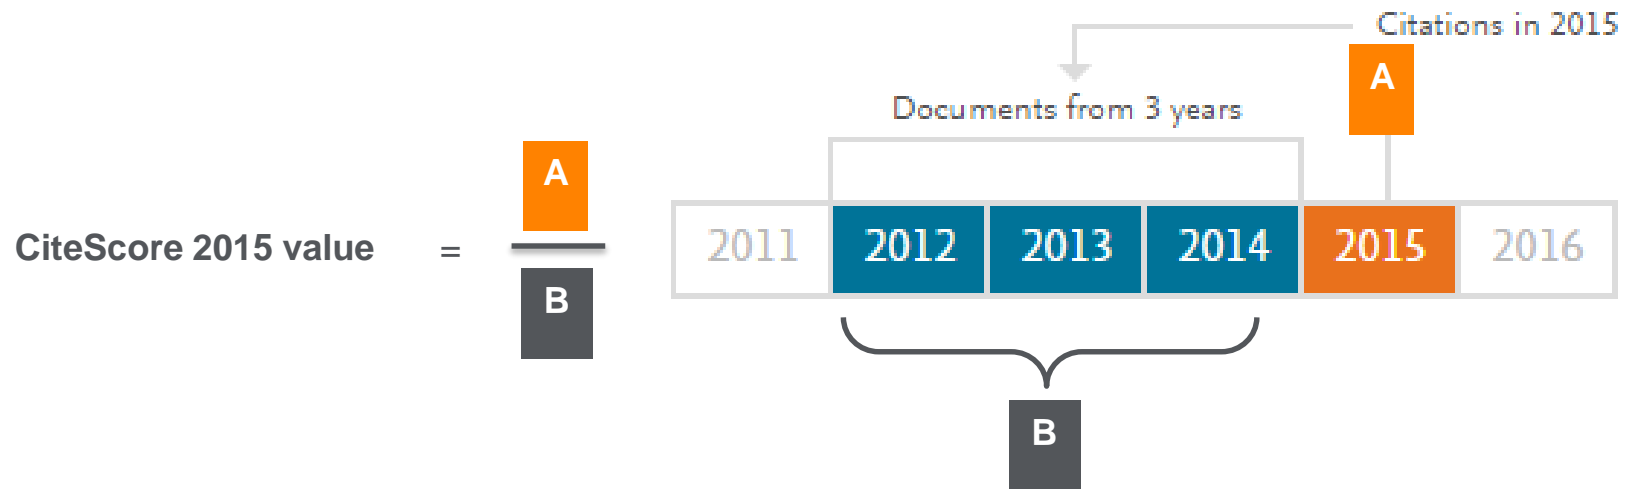 Citations in 2015
A
Documents from 3 years
A
CiteScore 2015 value =
B
2011 2012 2013 2014 2015 2016
B